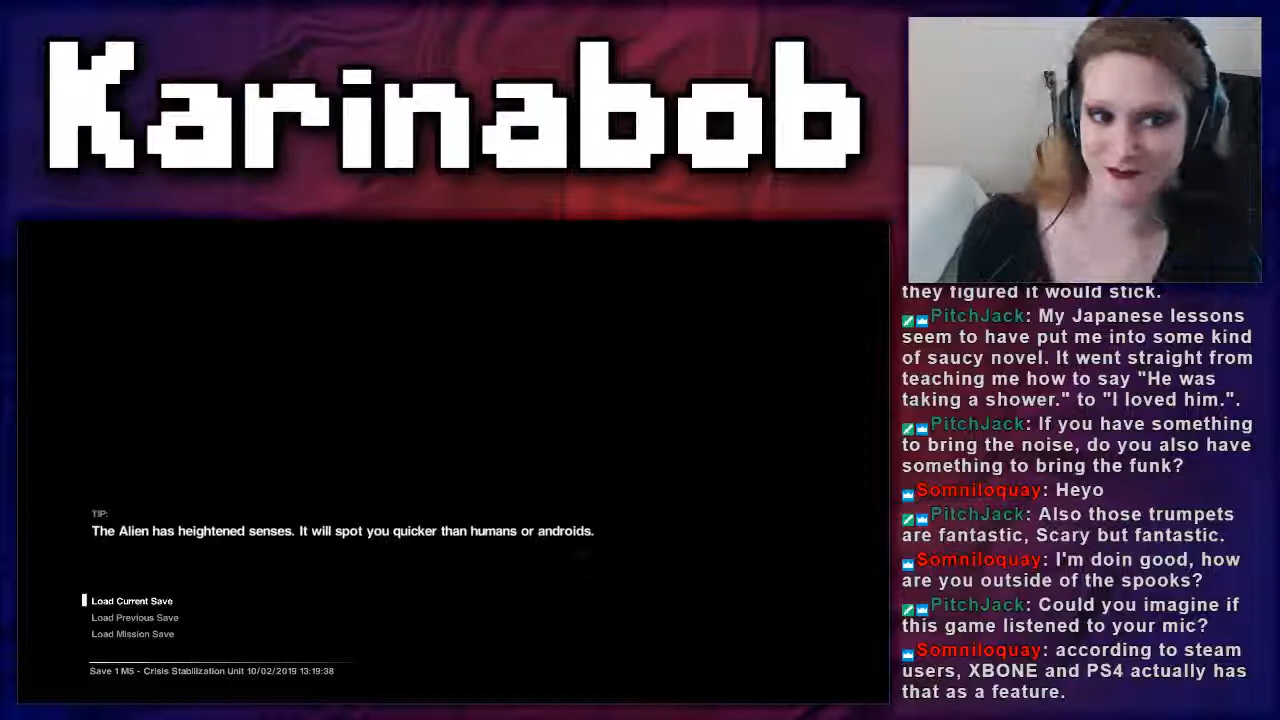 Karinabob
TIP:
The Alien has heightened senses. It will spot you quicker than humans or androids.
Load Current Save
Load Previous Save
Load Mission Save
Save 1 M5 - Crisis Stabilization Unit 10/02/2019 13:19:38
they figured it would stick.
PitchJack: My Japanese lessons
seem to have put me into some kind
of saucy novel. It went straight from
teaching me how to say "He was
taking a shower." to "I loved him.".
PitchJack: If you have something
to bring the noise, do you also have
something to bring the funk?
Somniloquay: Heyo
PitchJack: Also those trumpets
are fantastic, Scary but fantastic.
Somniloquay: I'm doin good, how
are you outside of the spooks?
PitchJack: Could you imagine if
this game listened to your mic?
Somniloquay: according to steam
users, XBONE and PS4 actually has
that as a feature.